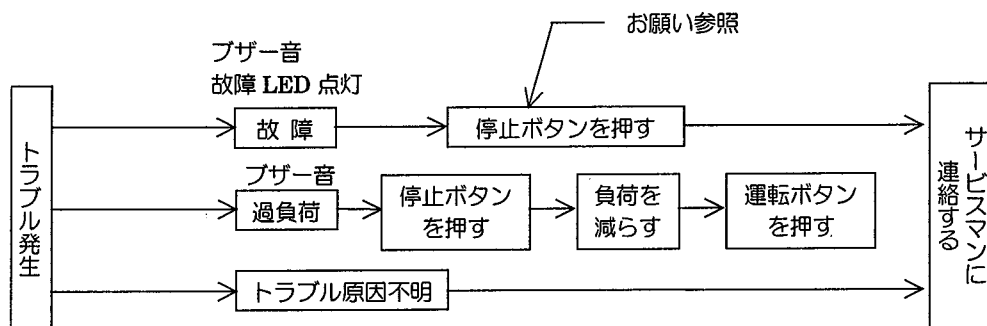 お願い参照
ブザー音
故障 LED 点灯
故 障
停止ボタンを押す
トラブル発生
ブザー音
過負荷
停止ボタン
を押す
負荷を
減らす
運転ボタン
を押す
トラブル原因不明
サービスマンに
連絡する